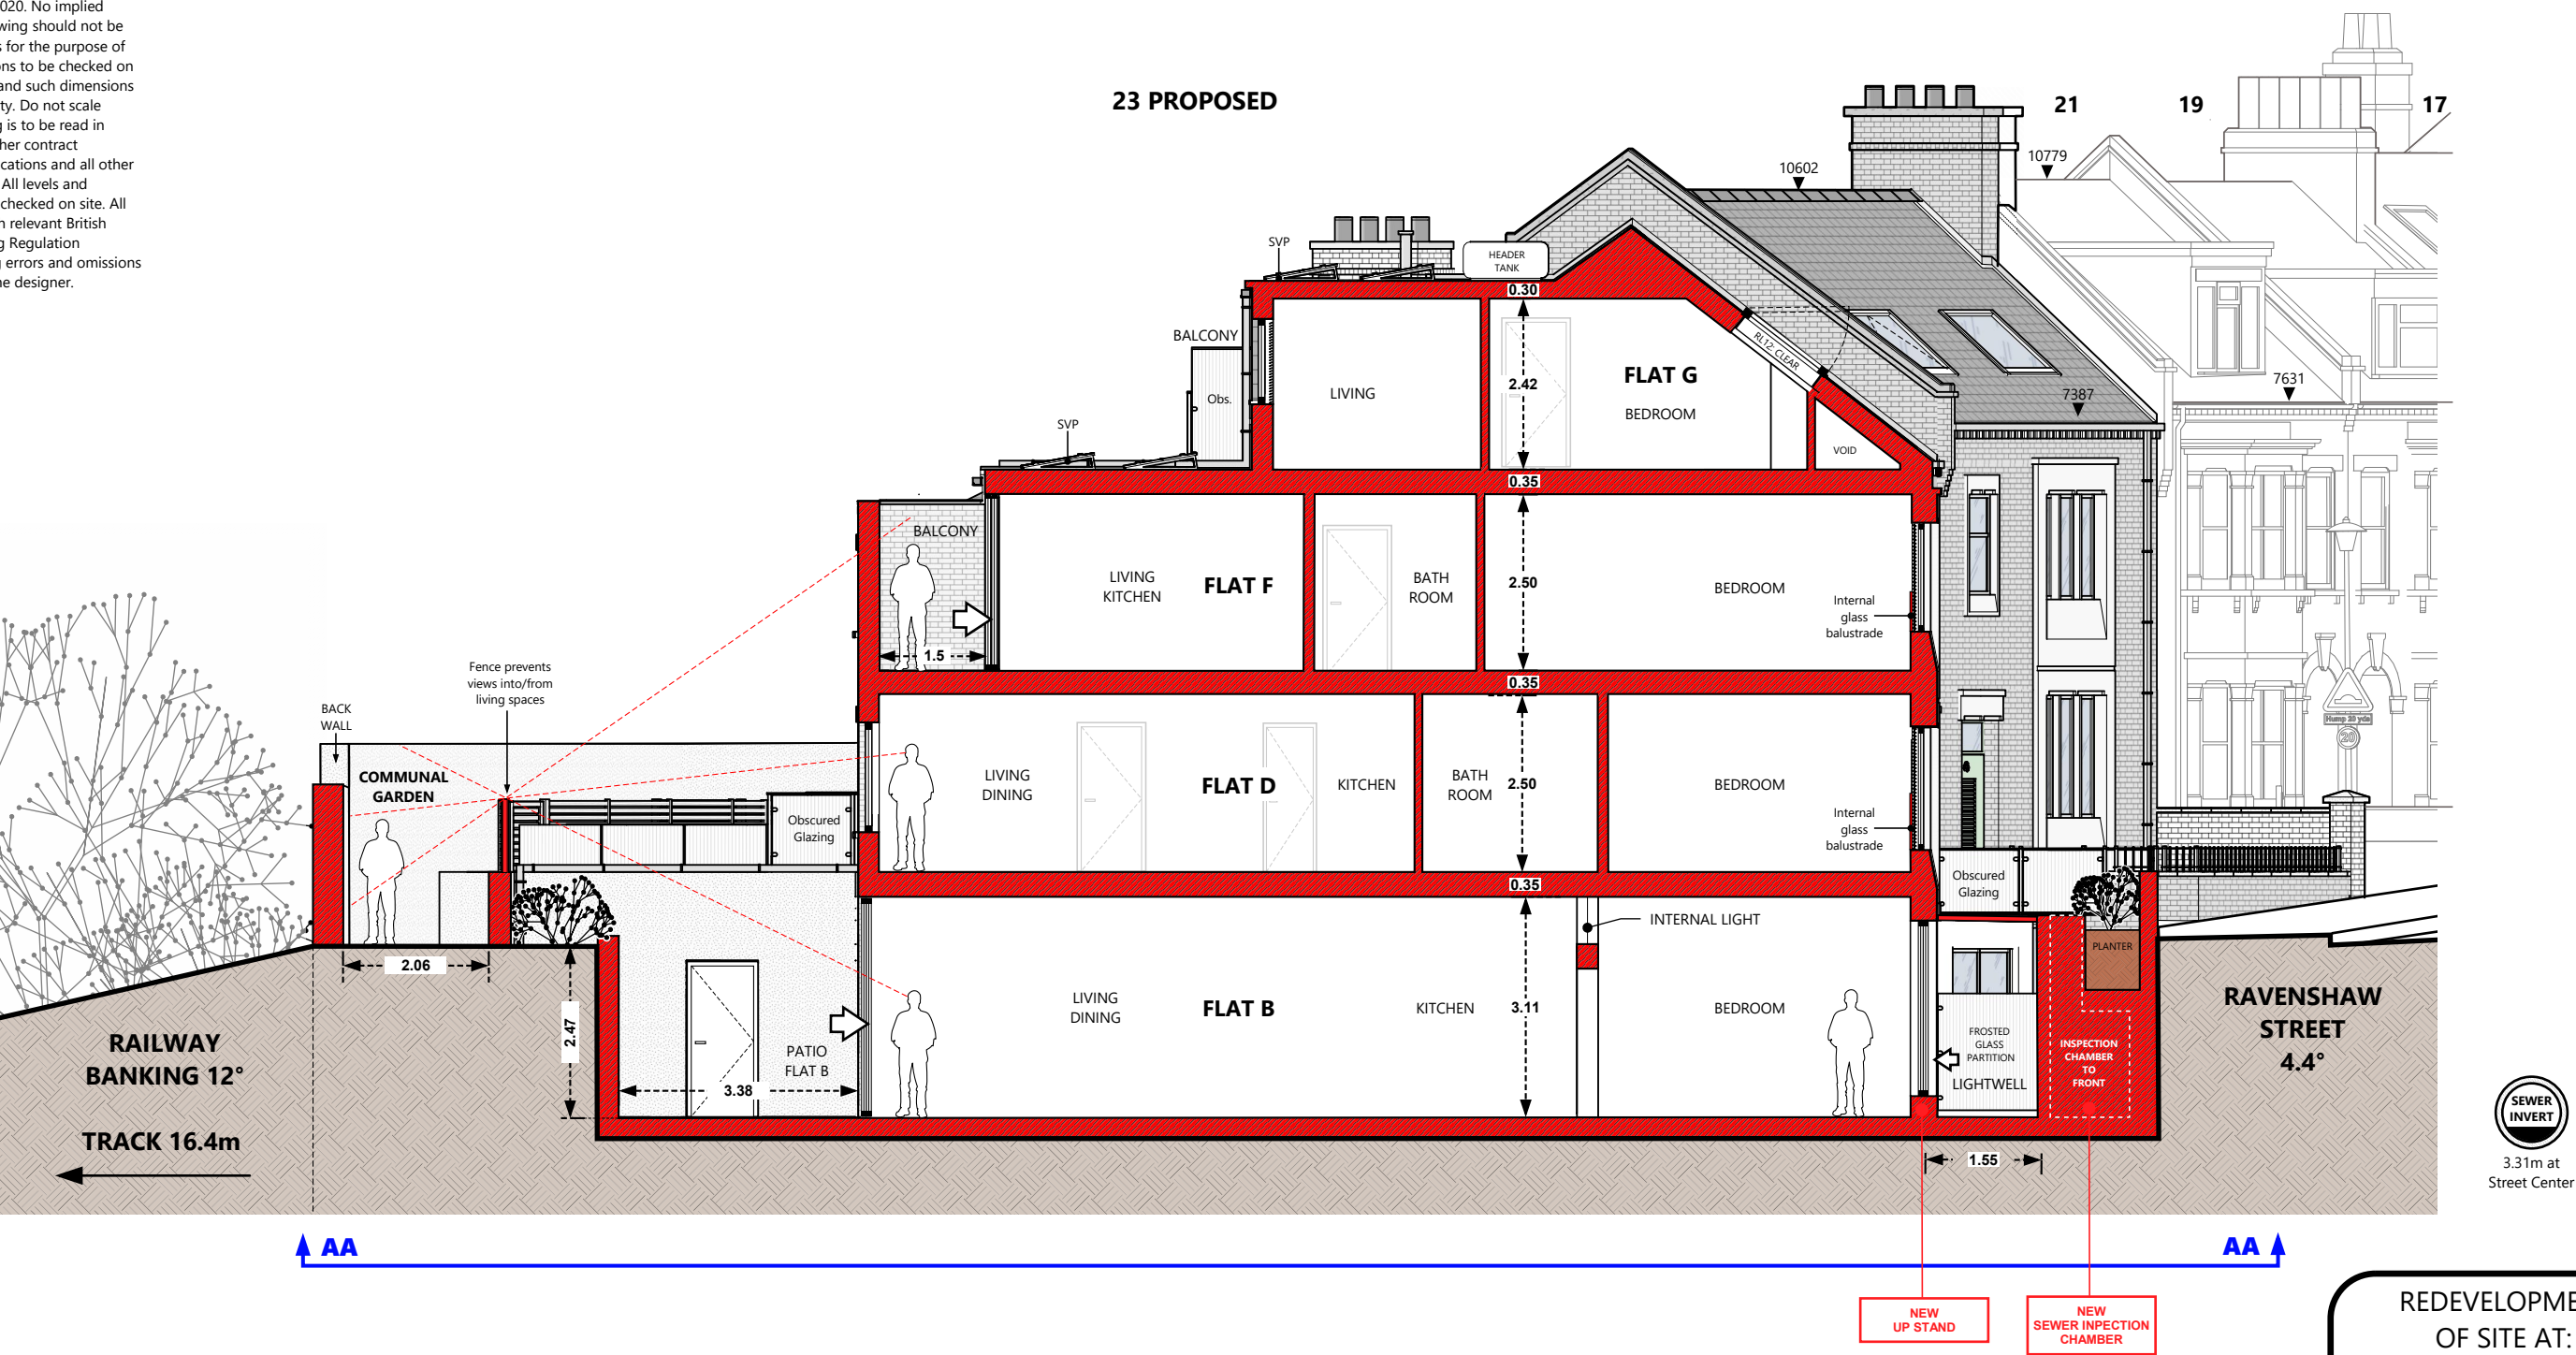 020. No implied
wing should not be
s for the purpose of
ons to be checked on
and such dimensions
ty. Do not scale
g is to be read in
her contract
cations and all other
All levels and
checked on site. All
n relevant British
g Regulation
g errors and omissions
ne designer.
23 PROPOSED
21
19
17
10602
10779
7387
7631
SVP
HEADER
TANK
0.30
BALCONY
Obs.
LIVING
2.42
FLAT G
BEDROOM
RL12: CLEAR
VOID
SVP
0.35
BALCONY
1.5
LIVING
KITCHEN
FLAT F
BATH
ROOM
2.50
BEDROOM
Internal
glass
balustrade
0.35
Fence prevents
views into/from
living spaces
BACK
WALL
COMMUNAL
GARDEN
Obscured
Glazing
LIVING
DINING
FLAT D
KITCHEN
BATH
ROOM
2.50
BEDROOM
Internal
glass
balustrade
Hump 20 yds
20
0.35
Obscured
Glazing
INTERNAL LIGHT
2.06
2.47
3.38
PATIO
FLAT B
LIVING
DINING
FLAT B
KITCHEN
3.11
BEDROOM
FROSTED
GLASS
PARTITION
LIGHTWELL
PLANTER
INSPECTION
CHAMBER
TO
FRONT
RAVENSHAW
STREET
4.4°
RAILWAY
BANKING 12°
TRACK 16.4m
1.55
SEWER
INVERT
3.31m at
Street Center
AA
AA
NEW
UP STAND
NEW
SEWER INPECTION
CHAMBER
REDEVELOPME
OF SITE AT: